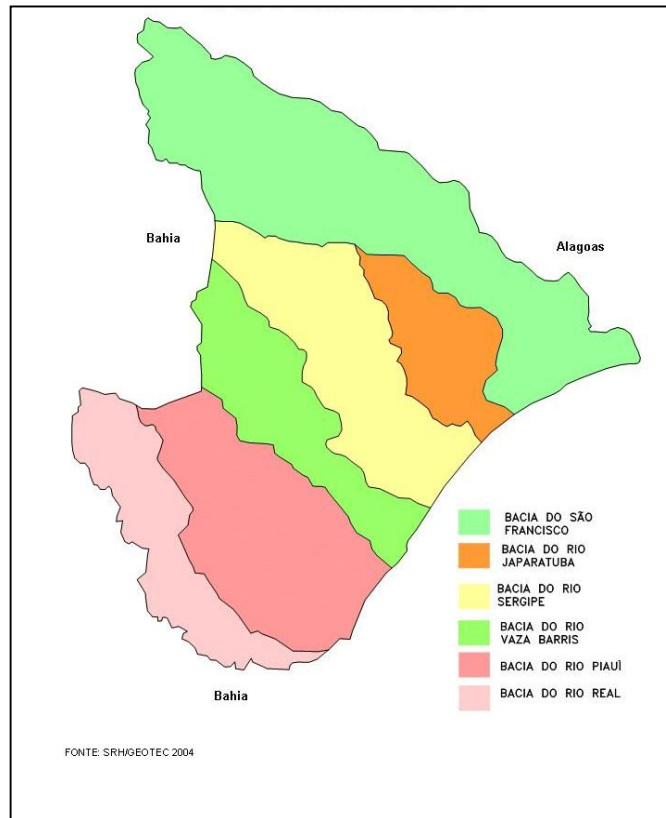 Bahia
Alagoas
BACIA DO SÃO
FRANCISCO
BACIA DO RIO
JAPARATUBA
BACIA DO RIO
SERGIPE
BACIA DO RIO
VAZA BARRIS
BACIA DO RIO PIAUÌ
BACIA DO RIO REAL
Bahia
FONTE: SRH/GEOTEC 2004